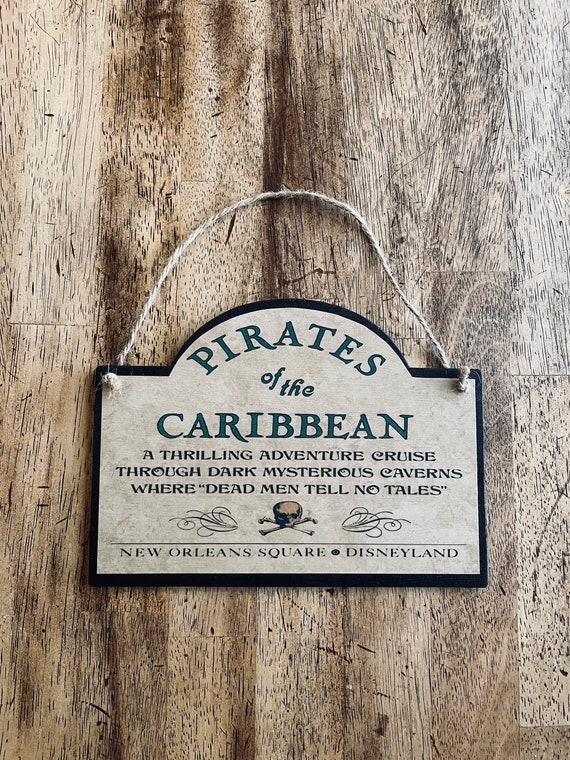 PIRATES
of the
CARIBBEAN
A THRILLING ADVENTURE CRUISE
THROUGH DARK MYSTERIOUS CAVERNS
WHERE "DEAD MEN TELL NO TALES"
NEW ORLEANS SQUARE • DISNEYLAND